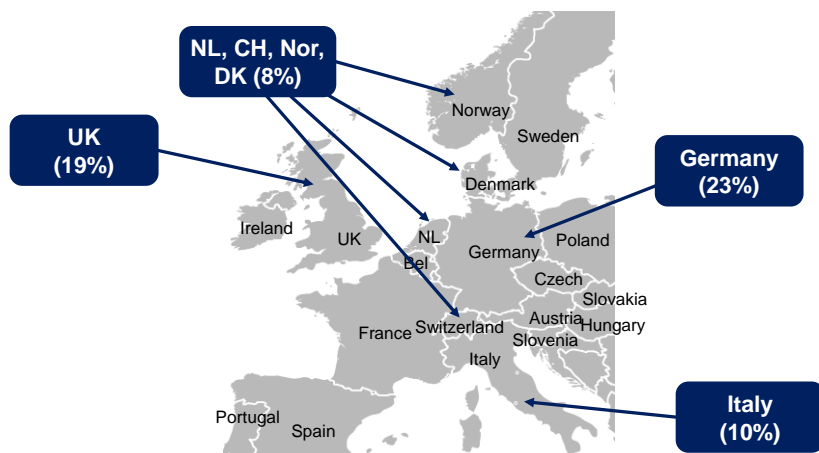 NL, CH, Nor,
DK (8%)
Norway
Sweden
UK
(19%)
Germany
(23%)
Denmark
Ireland
UK
NL
Germany
Poland
Bel
Czech
Slovakia
Austria
Hungary
France
Switzerland
Slovenia
Italy
Portugal
Spain
Italy
(10%)